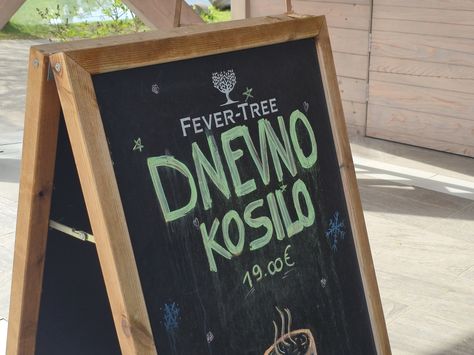 FEVER-TREE
DNEVNO
KOSILO
19.00€